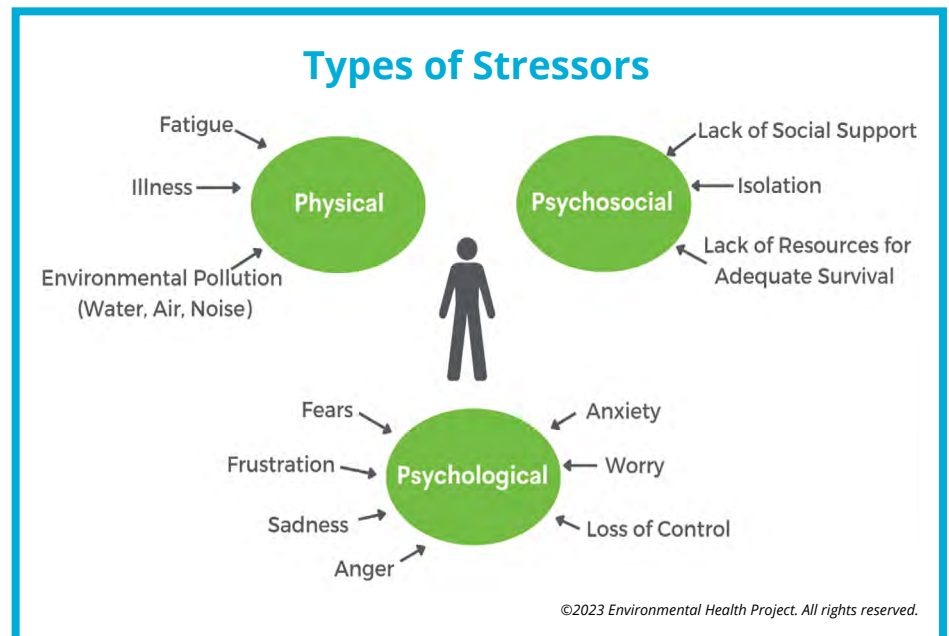 Types of Stressors
Fatigue
Illness
Environmental Pollution
(Water, Air, Noise)
Physical
Psychosocial
Lack of Social Support
Isolation
Lack of Resources for
Adequate Survival
Fears
Frustration
Sadness
Anger
Psychological
Anxiety
Worry
Loss of Control
©2023 Environmental Health Project. All rights reserved.